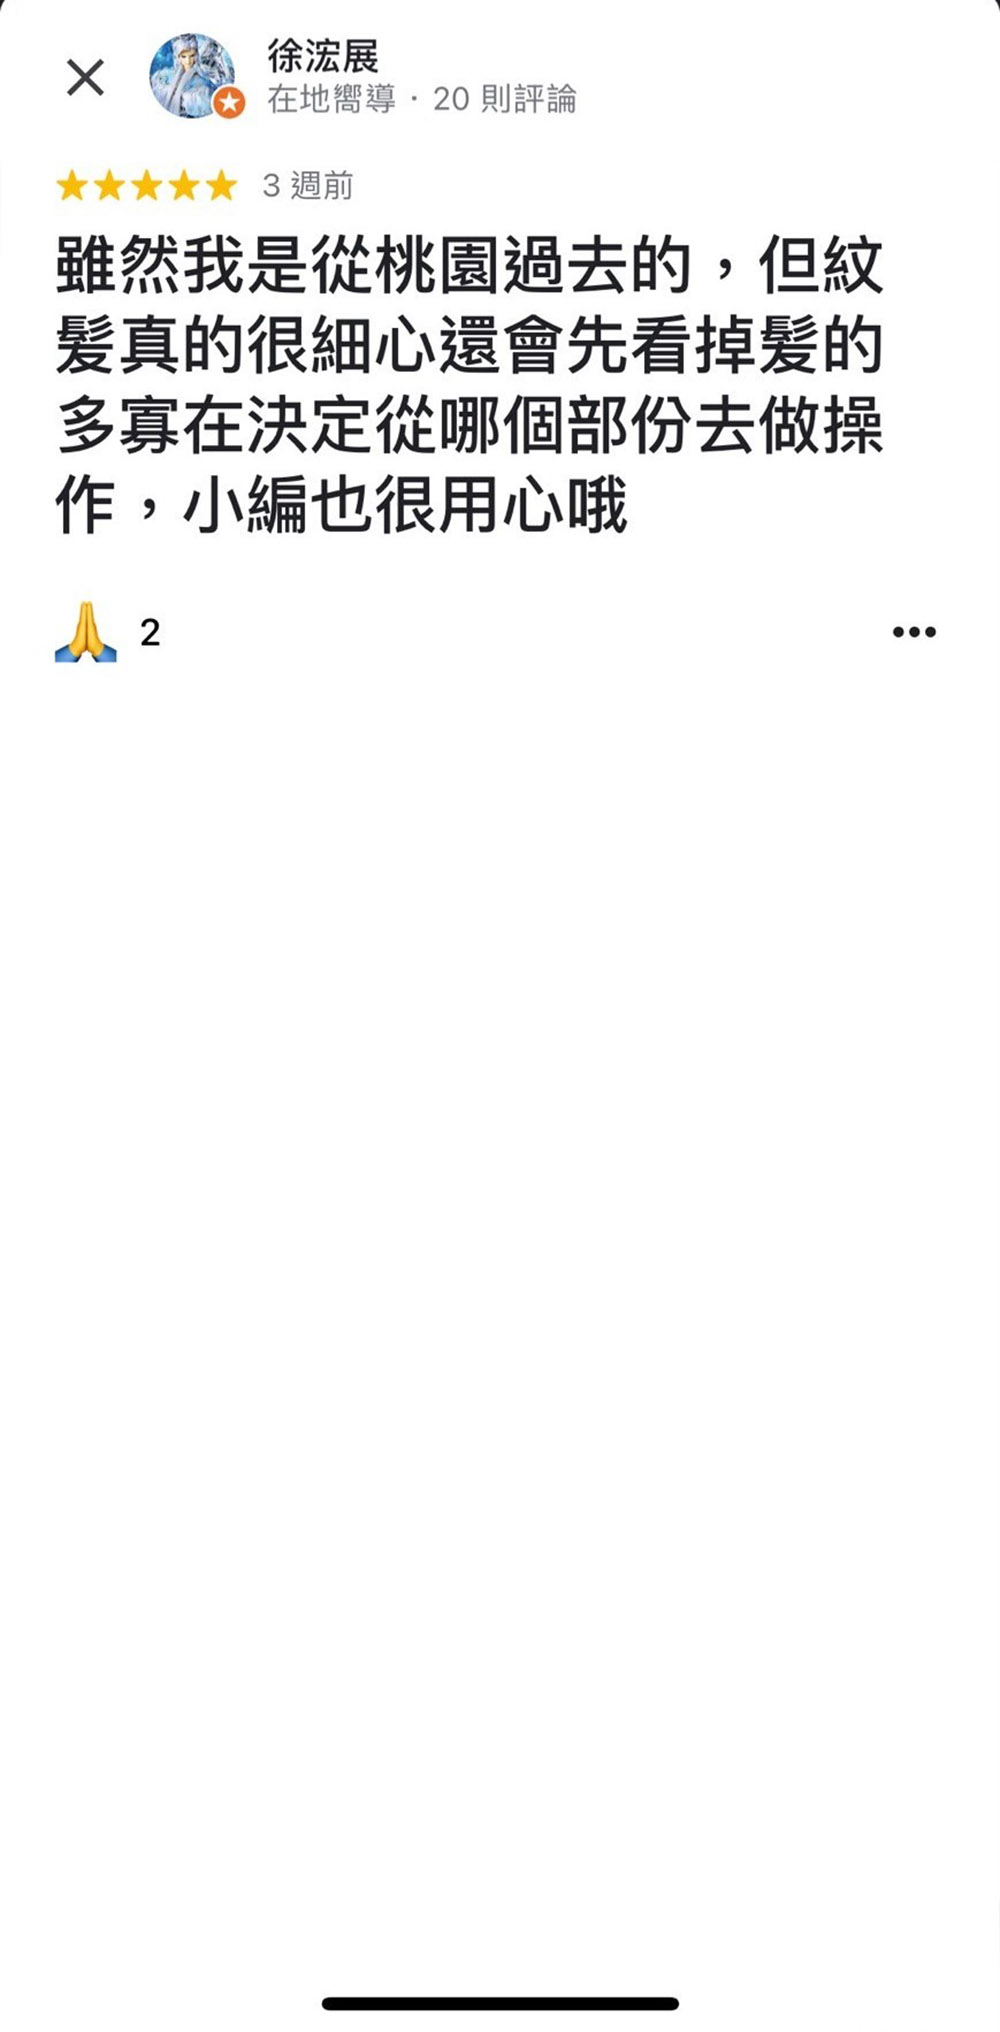 徐浤展
在地嚮導・20 則評論
3 週前
雖然我是從桃園過去的，但紋
髮真的很細心還會先看掉髮的
多寡在決定從哪個部份去做操
作，小編也很用心哦
2